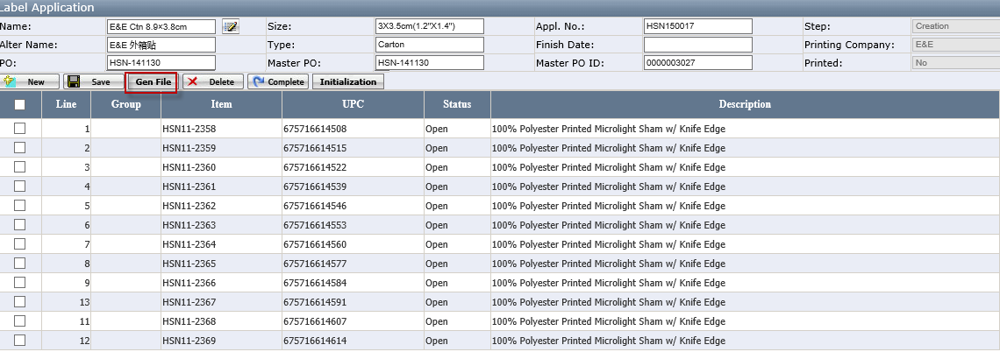 Label Application
Name: E&E Ctn 8.9×3.8cm Size: 3X3.5cm(1.2"X1.4") Appl. No.: HSN150017 Step: Creation
Alter Name: E&E 外箱贴 Type: Carton Finish Date: Printing Company: E&E
PO: HSN-141130 Master PO: HSN-141130 Master PO ID: 0000003027 Printed: No
New Save Gen File Delete Complete Initialization
Line Group Item UPC Status Description
1 HSN11-2358 675716614508 Open 100% Polyester Printed Microlight Sham w/ Knife Edge
2 HSN11-2359 675716614515 Open 100% Polyester Printed Microlight Sham w/ Knife Edge
3 HSN11-2360 675716614522 Open 100% Polyester Printed Microlight Sham w/ Knife Edge
4 HSN11-2361 675716614539 Open 100% Polyester Printed Microlight Sham w/ Knife Edge
5 HSN11-2362 675716614546 Open 100% Polyester Printed Microlight Sham w/ Knife Edge
6 HSN11-2363 675716614553 Open 100% Polyester Printed Microlight Sham w/ Knife Edge
7 HSN11-2364 675716614560 Open 100% Polyester Printed Microlight Sham w/ Knife Edge
8 HSN11-2365 675716614577 Open 100% Polyester Printed Microlight Sham w/ Knife Edge
9 HSN11-2366 675716614584 Open 100% Polyester Printed Microlight Sham w/ Knife Edge
13 HSN11-2367 675716614591 Open 100% Polyester Printed Microlight Sham w/ Knife Edge
11 HSN11-2368 675716614607 Open 100% Polyester Printed Microlight Sham w/ Knife Edge
12 HSN11-2369 675716614614 Open 100% Polyester Printed Microlight Sham w/ Knife Edge